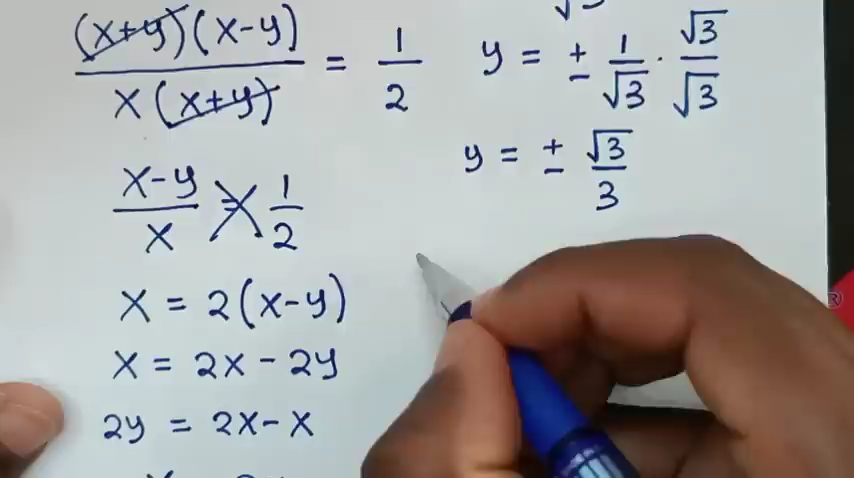 (x+y)(x-y) / x(x+y) = 1/2
x-y / x = 1/2
x = 2(x-y)
x = 2x - 2y
2y = 2x - x
y = ± 1/√3 · √3/√3
y = ± √3/3